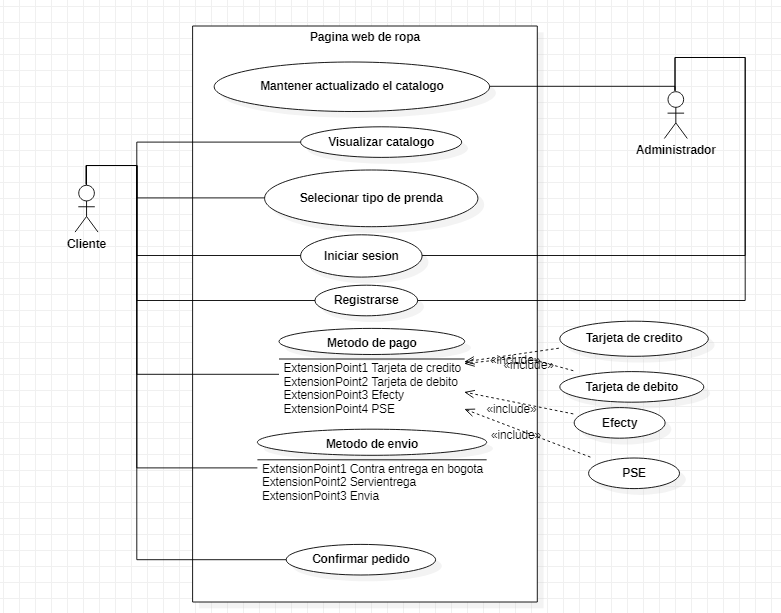 Pagina web de ropa
Mantener actualizado el catalogo
Visualizar catalogo
Administrador
Selecionar tipo de prenda
Cliente
Iniciar sesion
Registrarse
Metodo de pago
Tarjeta de credito
«include»
«include»
ExtensionPoint1 Tarjeta de credito
ExtensionPoint2 Tarjeta de debito
ExtensionPoint3 Efecty
ExtensionPoint4 PSE
Tarjeta de debito
«include»
Efecty
«include»
Metodo de envio
ExtensionPoint1 Contra entrega en bogota
ExtensionPoint2 Servientrega
ExtensionPoint3 Envia
PSE
Confirmar pedido